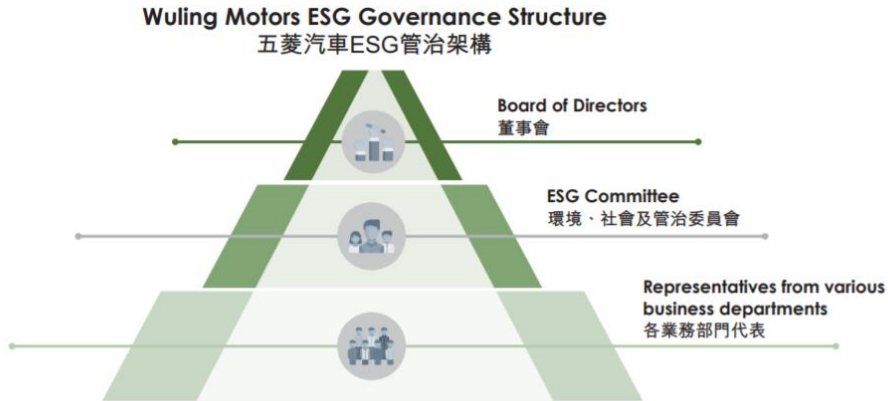 Wuling Motors ESG Governance Structure
五菱汽車ESG管治架構
Board of Directors
董事會
ESG Committee
環境、社會及管治委員會
Representatives from various
business departments
各業務部門代表